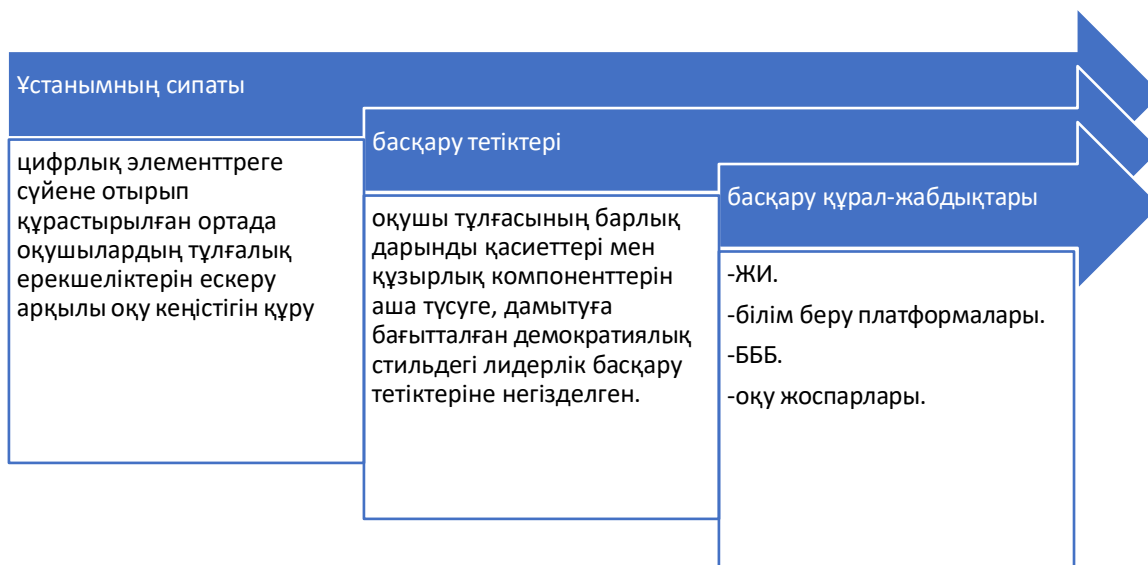 Ұстанымның сипаты
цифрлық элементтреге
сүйене отырып
құрастырылған ортада
оқушылардың тұлғалық
ерекшеліктерін ескеру
арқылы оқу кеңістігін құру
басқару тетіктері
оқушы тұлғасының барлық
дарынды қасиеттері мен
құзырлық компоненттерін
аша түсуге, дамытуға
бағытталған демократиялық
стильдегі лидерлік басқару
тетіктеріне негізделген.
басқару құрал-жабдықтары
-ЖИ.
-білім беру платформалары.
-БББ.
-оқу жоспарлары.